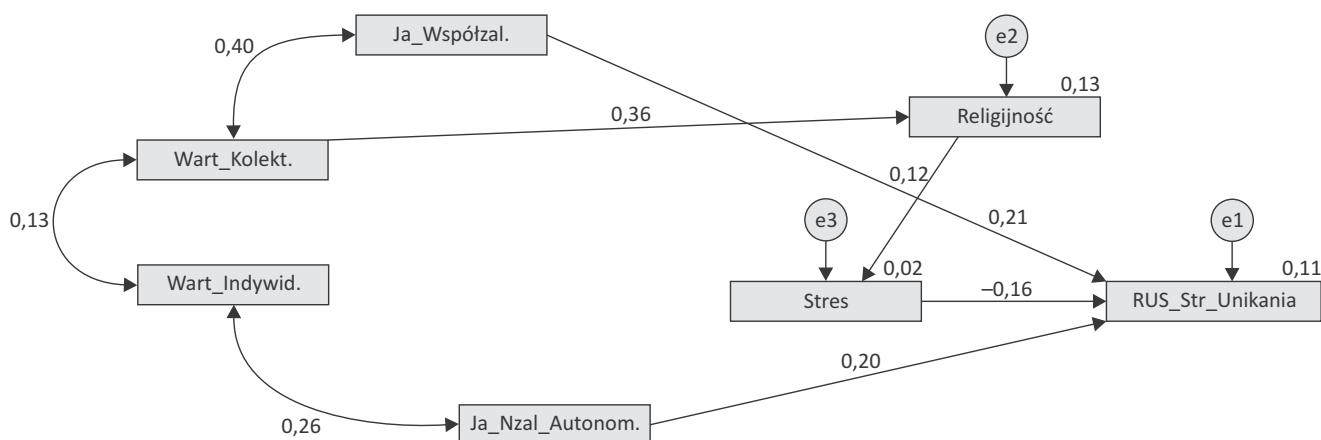 Ja_Współzal.
e2
0,40
0,13
Religijność
0,36
Wart_Kolekt.
0,12
0,13
e3
0,21
e1
Wart_Indywid.
0,02
0,11
Stres
–0,16
RUS_Str_Unikania
0,20
0,26
Ja_Nzal_Autonom.